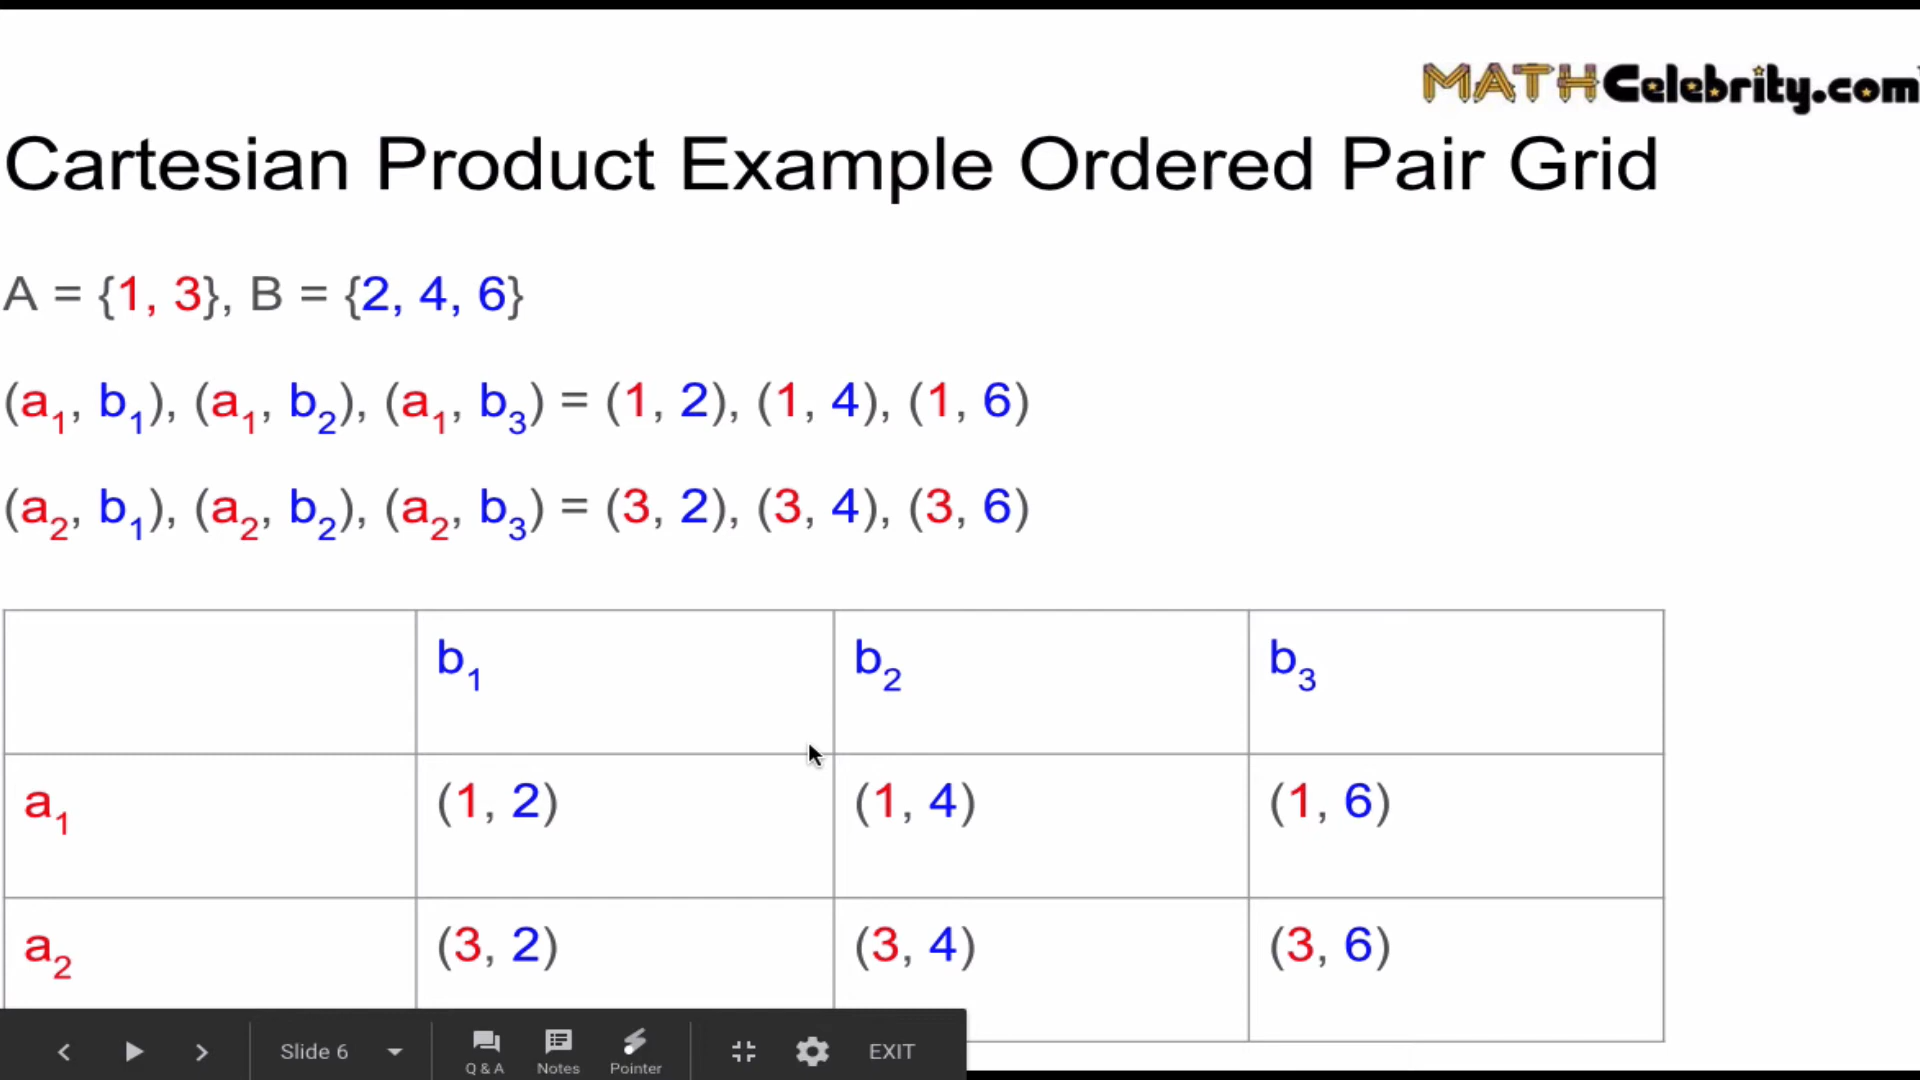 MATHCelebrity.com
Cartesian Product Example Ordered Pair Grid
A = {1, 3}, B = {2, 4, 6}
(a₁, b₁), (a₁, b₂), (a₁, b₃) = (1, 2), (1, 4), (1, 6)
(a₂, b₁), (a₂, b₂), (a₂, b₃) = (3, 2), (3, 4), (3, 6)
b₁ b₂ b₃
a₁ (1, 2) (1, 4) (1, 6)
a₂ (3, 2) (3, 4) (3, 6)
Slide 6 Q & A Notes Pointer EXIT